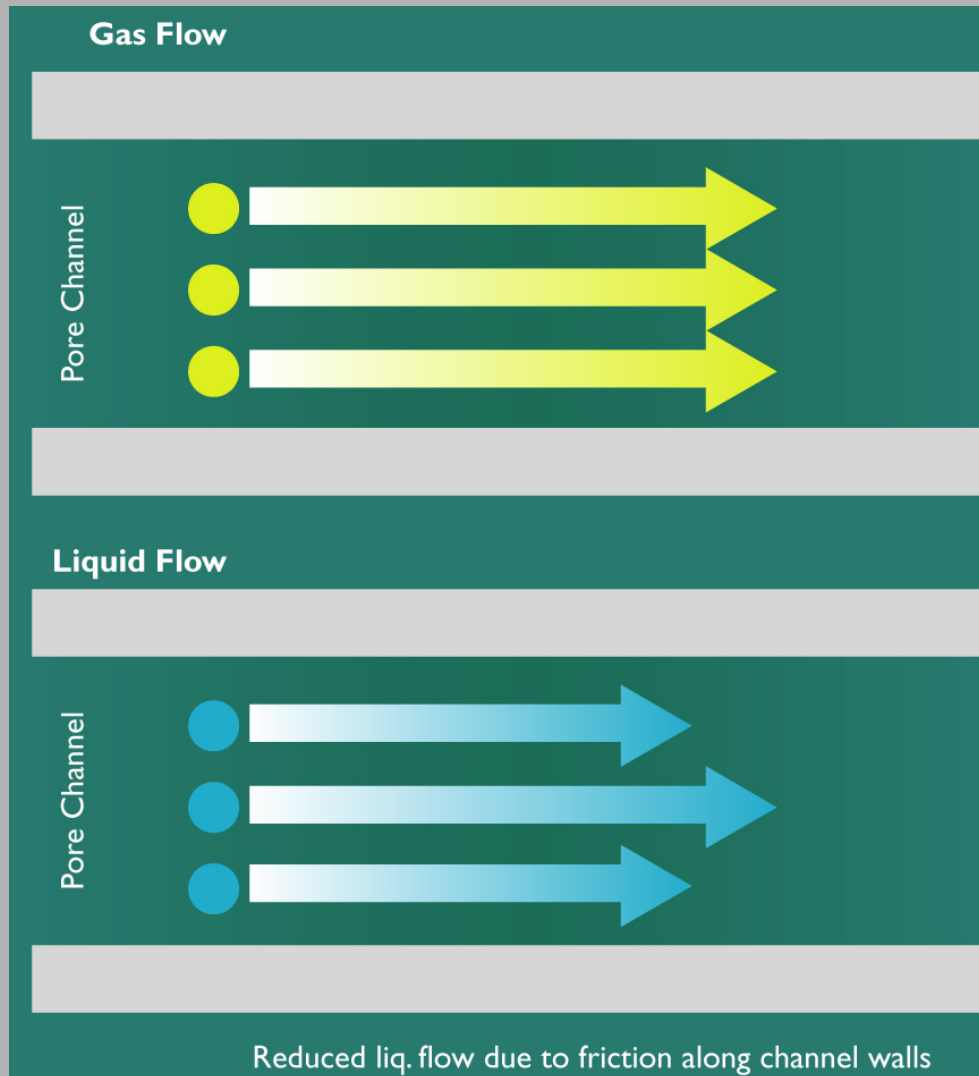 Gas Flow
Pore Channel
Liquid Flow
Pore Channel
Reduced liq. flow due to friction along channel walls